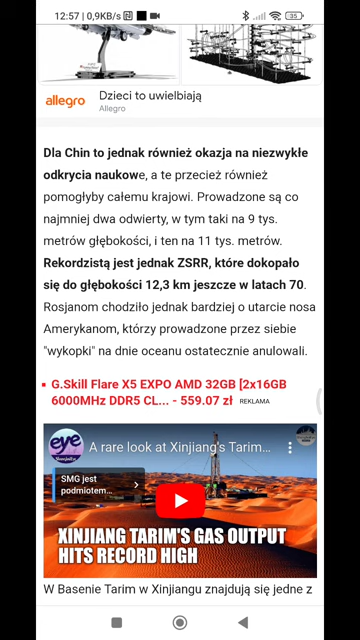 12:57 | 0,9KB/s
35
allegro
Dzieci to uwielbiają
Allegro
Dla Chin to jednak również okazja na niezwykłe
odkrycia naukowe, a te przecież również
pomogłyby całemu krajowi. Prowadzone są co
najmniej dwa odwierty, w tym taki na 9 tys.
metrów głębokości, i ten na 11 tys. metrów.
Rekordzistą jest jednak ZSRR, które dokopało
się do głębokości 12,3 km jeszcze w latach 70.
Rosjanom chodziło jednak bardziej o utarcie nosa
Amerykanom, którzy prowadzone przez siebie
"wykopki" na dnie oceanu ostatecznie anulowali.
G.Skill Flare X5 EXPO AMD 32GB [2x16GB
6000MHz DDR5 CL... - 559.07 zł REKLAMA
eye
A rare look at Xinjiang's Tarim...
SMG jest
podmiotem...
XINJIANG TARIM'S GAS OUTPUT
HITS RECORD HIGH
W Basenie Tarim w Xinjiangu znajdują się jedne z